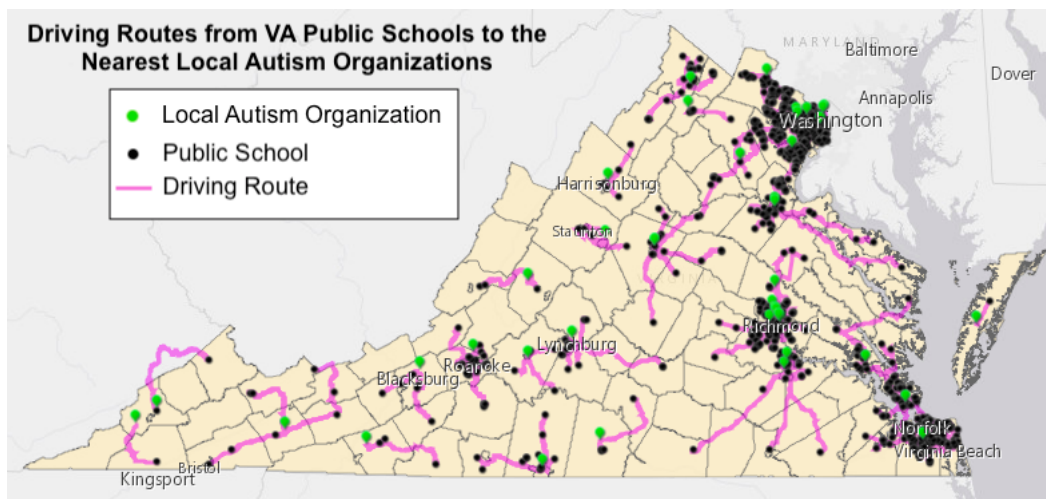 Driving Routes from VA Public Schools to the
Nearest Local Autism Organizations
Local Autism Organization
Public School
Driving Route
MARYLAND
Baltimore
Dover
Annapolis
Washington
Harrisonburg
Staunton
VIRGINIA
Richmond
Lynchburg
Roanoke
Blacksburg
Norfolk
Virginia Beach
Bristol
Kingsport